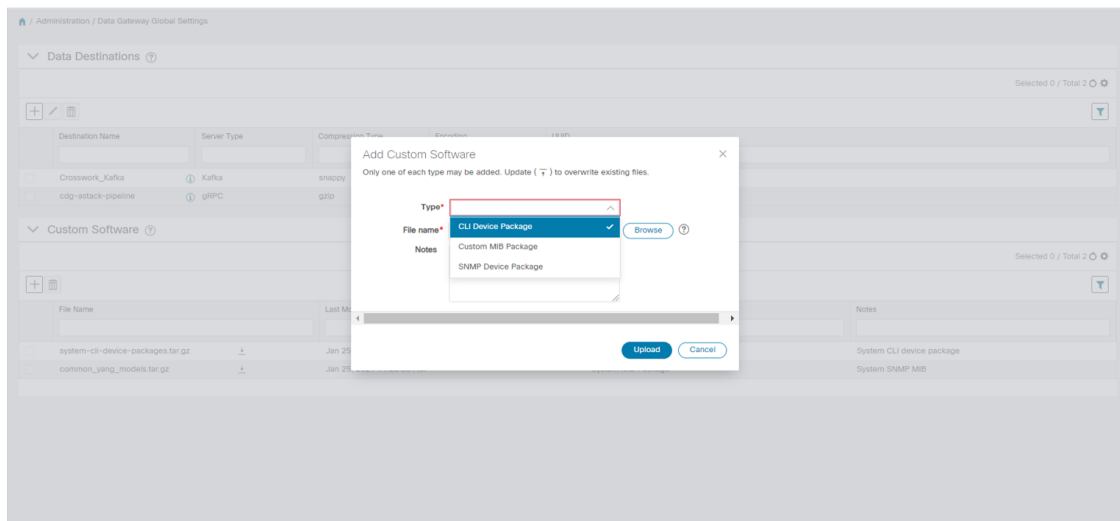 / Administration / Data Gateway Global Settings
Data Destinations ?
Selected 0 / Total 2
Destination Name Server Type Compression Type Encoding UUID
Crosswork_Kafka Kafka snappy
cdg-astack-pipeline gRPC gzip
Add Custom Software
Only one of each type may be added. Update ( ) to overwrite existing files.
Type*
CLI Device Package
File name*
Browse ?
Custom MIB Package
Notes
SNMP Device Package
Upload Cancel
Custom Software ?
Selected 0 / Total 2
File Name Last Mo Notes
system-cli-device-packages.tar.gz Jan 25 System CLI device package
common_yang_models.tar.gz Jan 25, System SNMP MIB